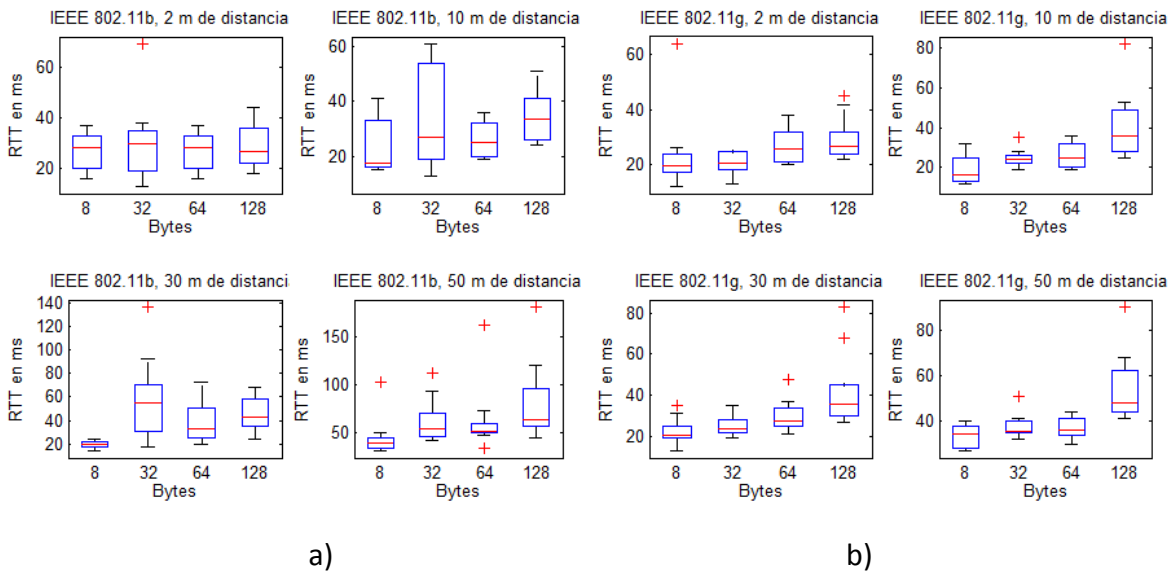 IEEE 802.11b, 2 m de distancia
RTT en ms
60
40
20
8 32 64 128
Bytes
IEEE 802.11b, 10 m de distancia
RTT en ms
60
40
20
8 32 64 128
Bytes
IEEE 802.11g, 2 m de distancia
RTT en ms
60
40
20
8 32 64 128
Bytes
IEEE 802.11g, 10 m de distancia
RTT en ms
80
60
40
20
8 32 64 128
Bytes
IEEE 802.11b, 30 m de distancia
RTT en ms
140
120
100
80
60
40
20
8 32 64 128
Bytes
IEEE 802.11b, 50 m de distancia
RTT en ms
150
100
50
8 32 64 128
Bytes
IEEE 802.11g, 30 m de distancia
RTT en ms
80
60
40
20
8 32 64 128
Bytes
IEEE 802.11g, 50 m de distancia
RTT en ms
80
60
40
8 32 64 128
Bytes
a)
b)